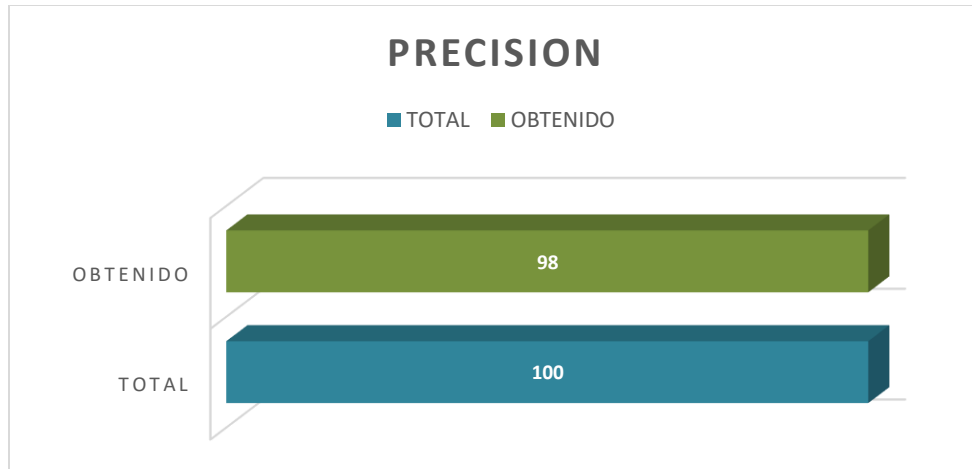 PRECISION
TOTAL OBTENIDO
OBTENIDO
98
TOTAL
100